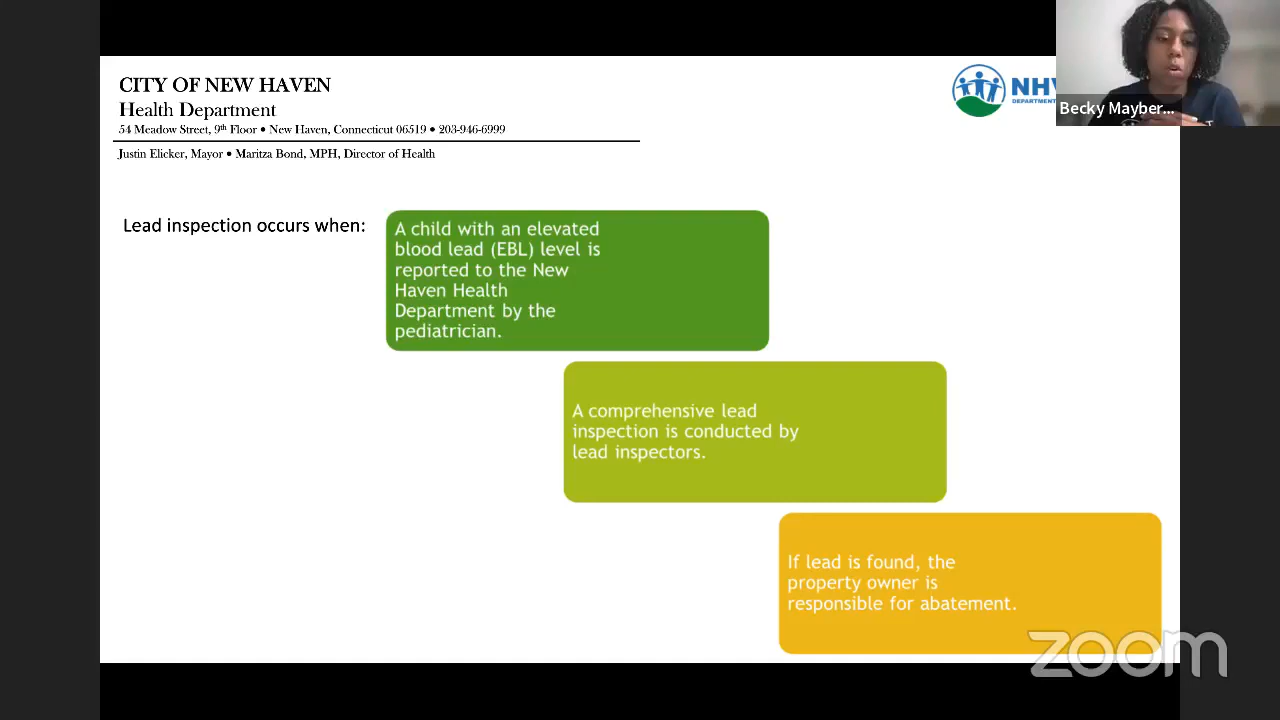 CITY OF NEW HAVEN
Health Department
54 Meadow Street, 9th Floor • New Haven, Connecticut 06519 • 203-946-6999
Justin Elicker, Mayor • Maritza Bond, MPH, Director of Health
NHV
DEPARTMENT
Becky Mayber...
Lead inspection occurs when:
A child with an elevated
blood lead (EBL) level is
reported to the New
Haven Health
Department by the
pediatrician.
A comprehensive lead
inspection is conducted by
lead inspectors.
If lead is found, the
property owner is
responsible for abatement.
zoom